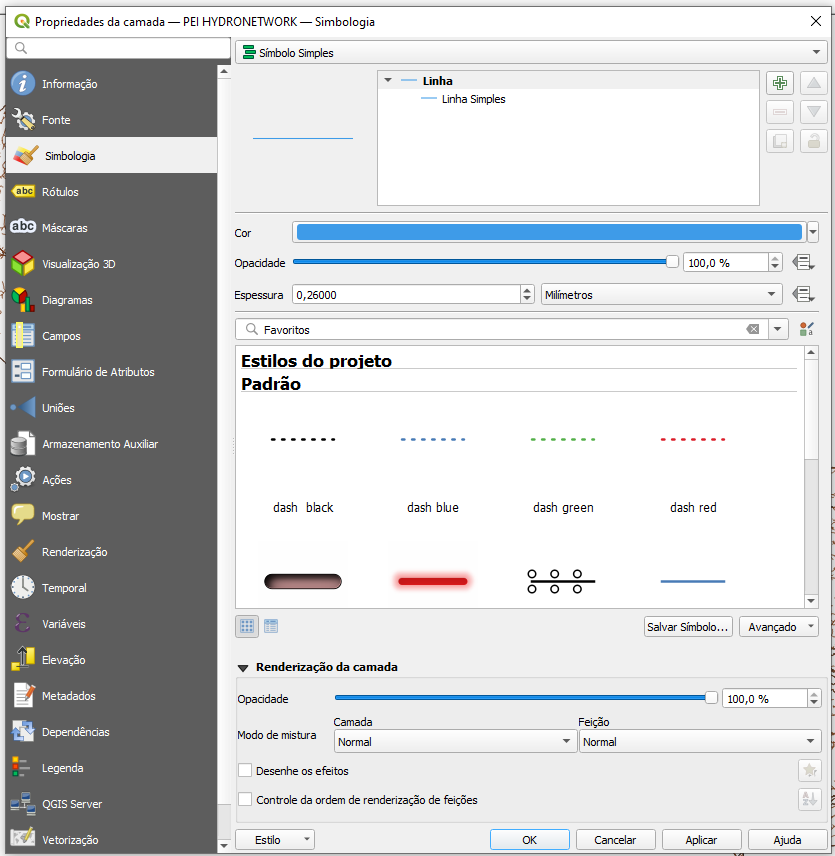 Propriedades da camada — PEI HYDRONETWORK — Simbologia
Símbolo Simples
Informação
Fonte
Simbologia
abc Rótulos
abc Máscaras
Visualização 3D
Diagramas
Campos
Formulário de Atributos
Uniões
Armazenamento Auxiliar
Ações
Mostrar
Renderização
Temporal
Variáveis
Elevação
Metadados
Dependências
Legenda
QGIS Server
Vetorização
Linha
Linha Simples
Cor
Opacidade 100,0 %
Espessura 0,26000 Milímetros
Favoritos
Estilos do projeto
Padrão
dash  black dash blue dash green dash red
Salvar Símbolo... Avançado
Renderização da camada
Opacidade 100,0 %
Camada Feição
Modo de mistura Normal Normal
Desenhe os efeitos
Controle da ordem de renderização de feições
Estilo OK Cancelar Aplicar Ajuda